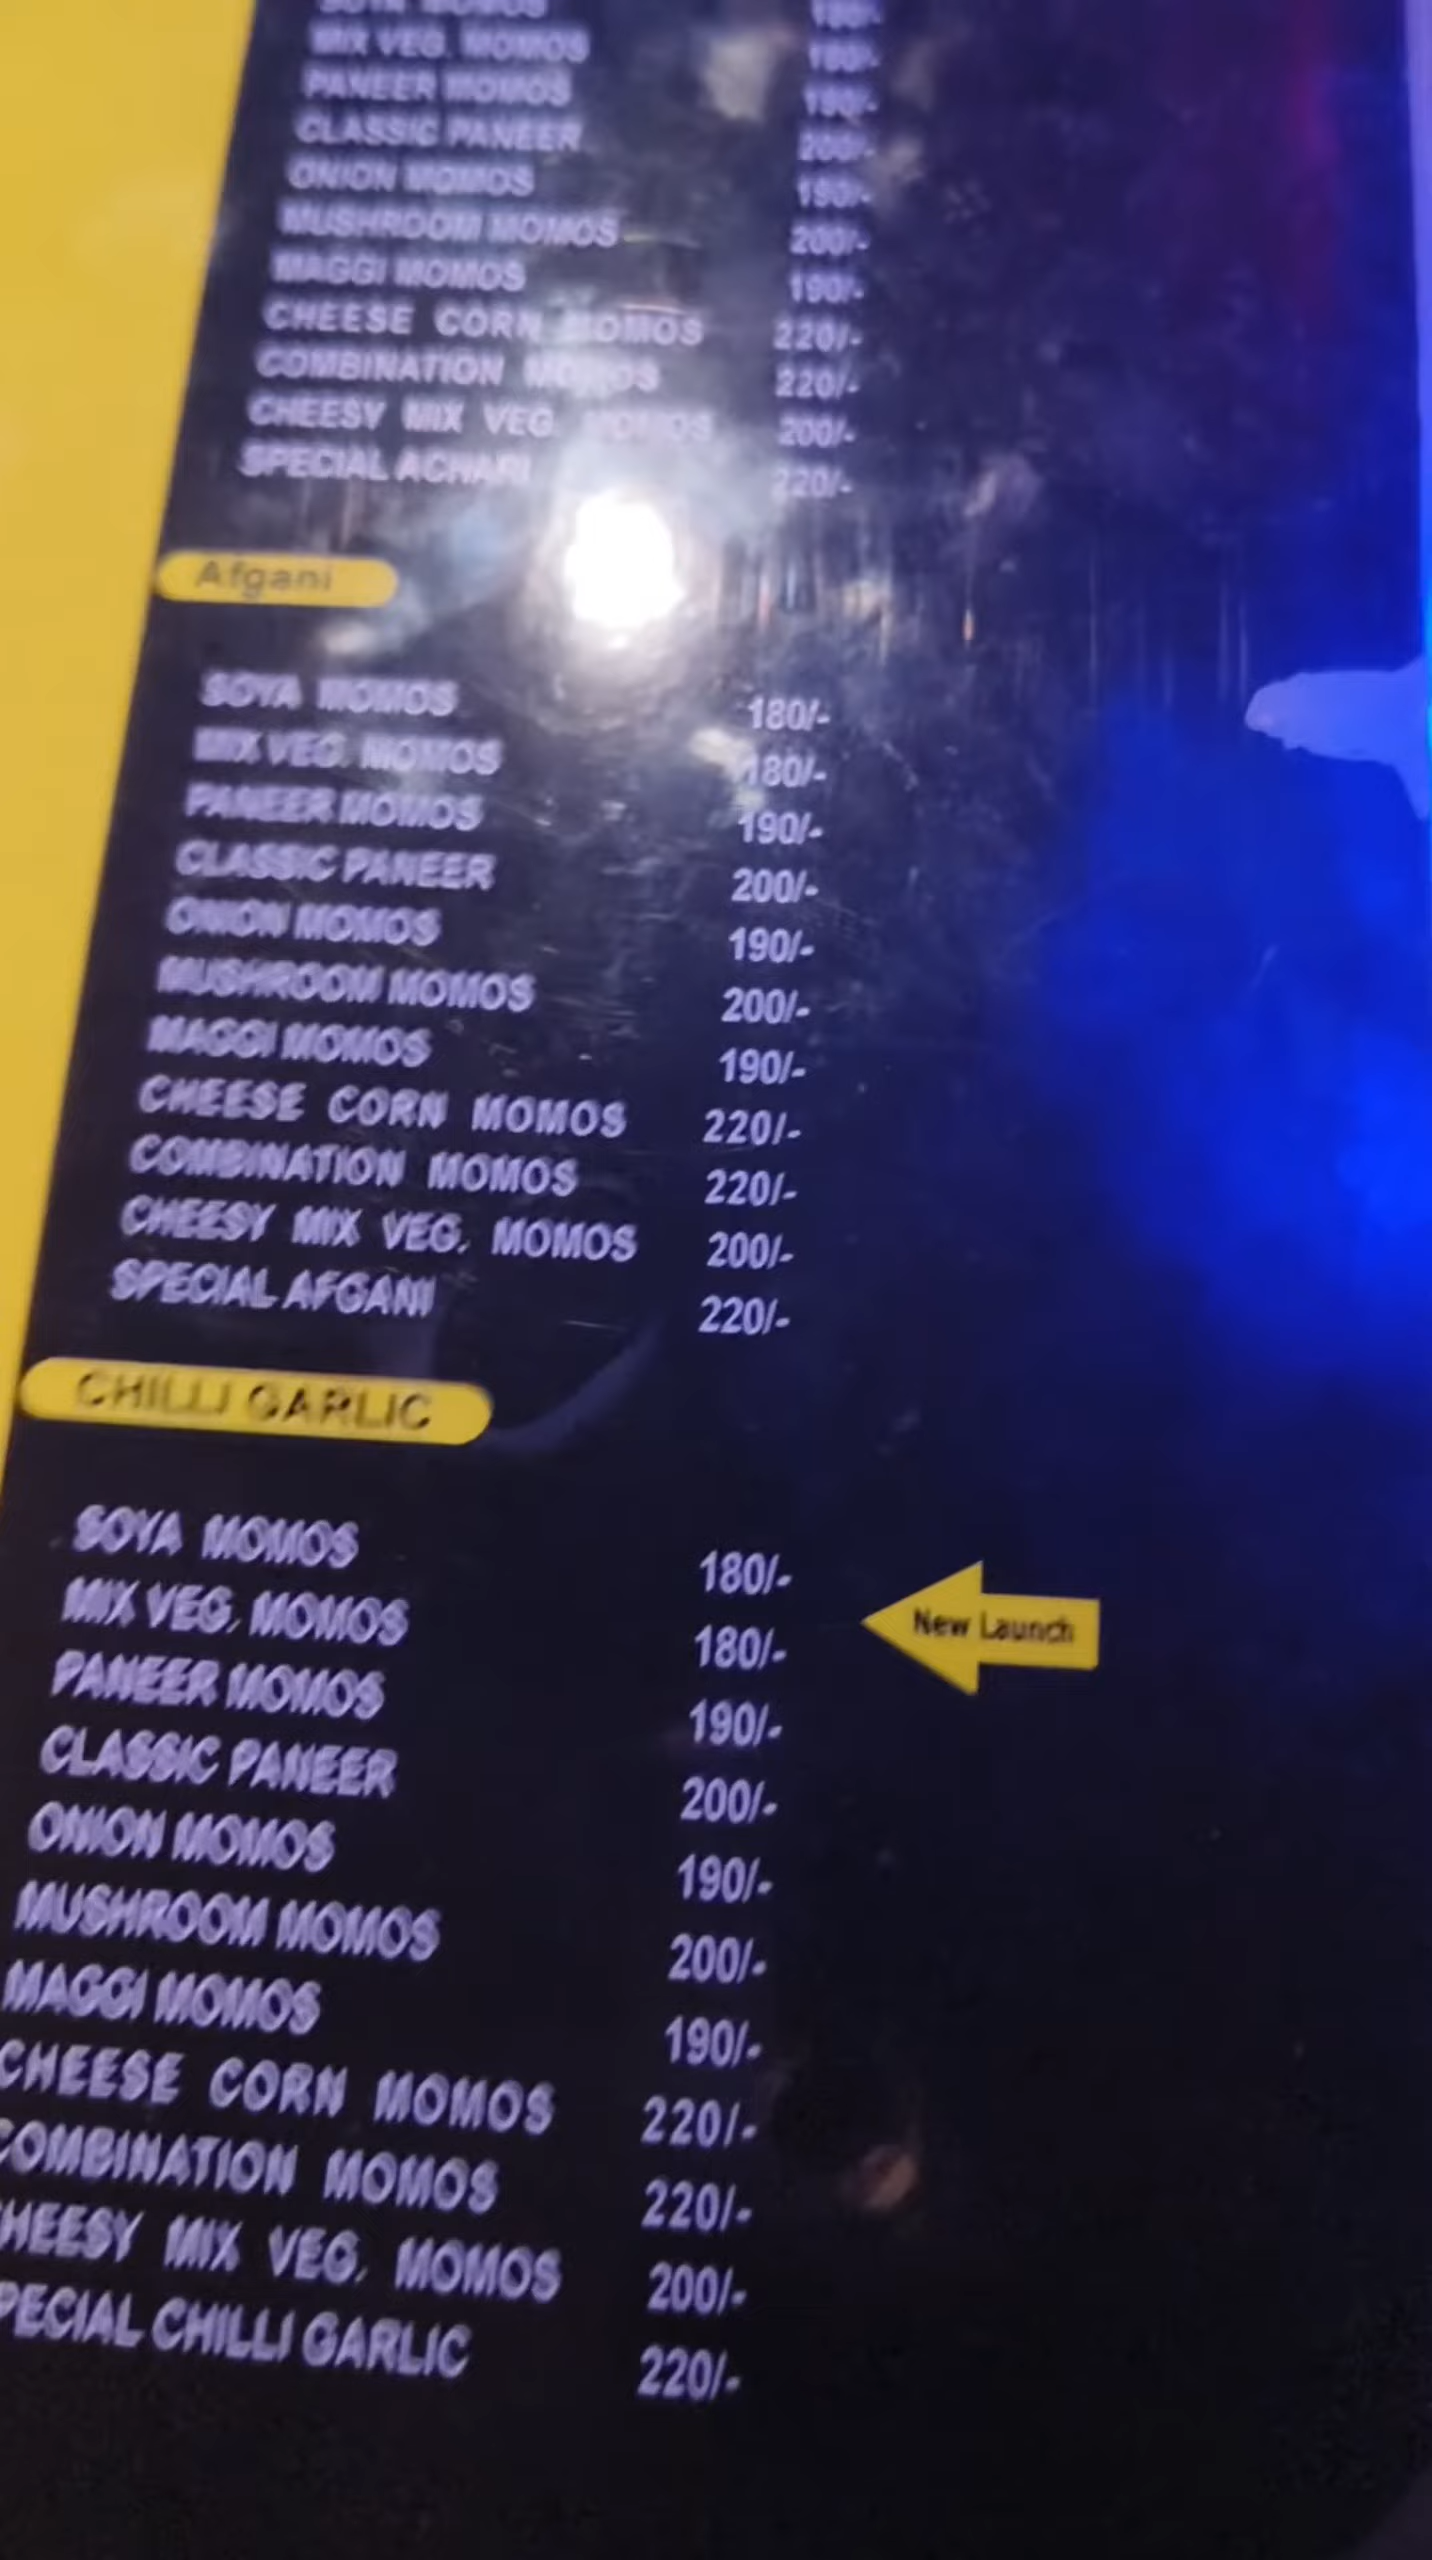 MIX VEG. MOMOS 180/-
PANEER MOMOS 190/-
CLASSIC PANEER 200/-
ONION MOMOS 190/-
MUSHROOM MOMOS 200/-
MAGGI MOMOS 190/-
CHEESE CORN MOMOS 220/-
COMBINATION MOMOS 220/-
CHEESY MIX VEG. MOMOS 200/-
SPECIAL ACHARI 220/-
Afgani
SOYA MOMOS 180/-
MIX VEG. MOMOS 180/-
PANEER MOMOS 190/-
CLASSIC PANEER 200/-
ONION MOMOS 190/-
MUSHROOM MOMOS 200/-
MAGGI MOMOS 190/-
CHEESE CORN MOMOS 220/-
COMBINATION MOMOS 220/-
CHEESY MIX VEG. MOMOS 200/-
SPECIAL AFGANI 220/-
CHILLI GARLIC
SOYA MOMOS 180/-
MIX VEG. MOMOS 180/-
New Launch
PANEER MOMOS 190/-
CLASSIC PANEER 200/-
ONION MOMOS 190/-
MUSHROOM MOMOS 200/-
MAGGI MOMOS 190/-
CHEESE CORN MOMOS 220/-
COMBINATION MOMOS 220/-
HEESY MIX VEG. MOMOS 200/-
PECIAL CHILLI GARLIC 220/-